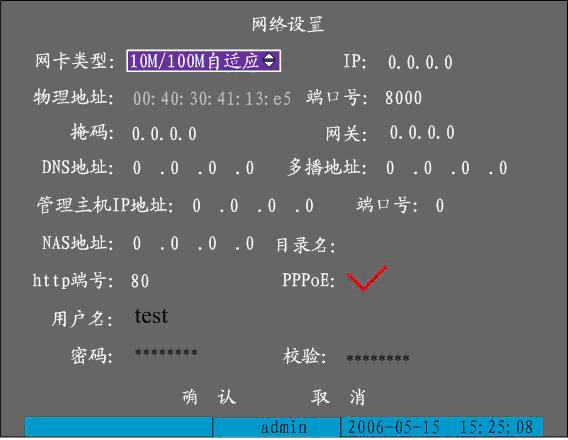 网络设置
网卡类型: 10M/100M自适应 IP: 0.0.0.0
物理地址: 00:40:30:41:13:e5 端口号: 8000
掩码: 0.0.0.0 网关: 0.0.0.0
DNS地址: 0 .0 .0 .0 多播地址: 0 .0 .0 .0
管理主机IP地址: 0 .0 .0 .0 端口号: 0
NAS地址: 0 .0 .0 .0 目录名:
http端号: 80 PPPoE:
用户名: test
密码: ******** 校验: ********
确 认 取 消
admin 2006-05-15 15:25:08